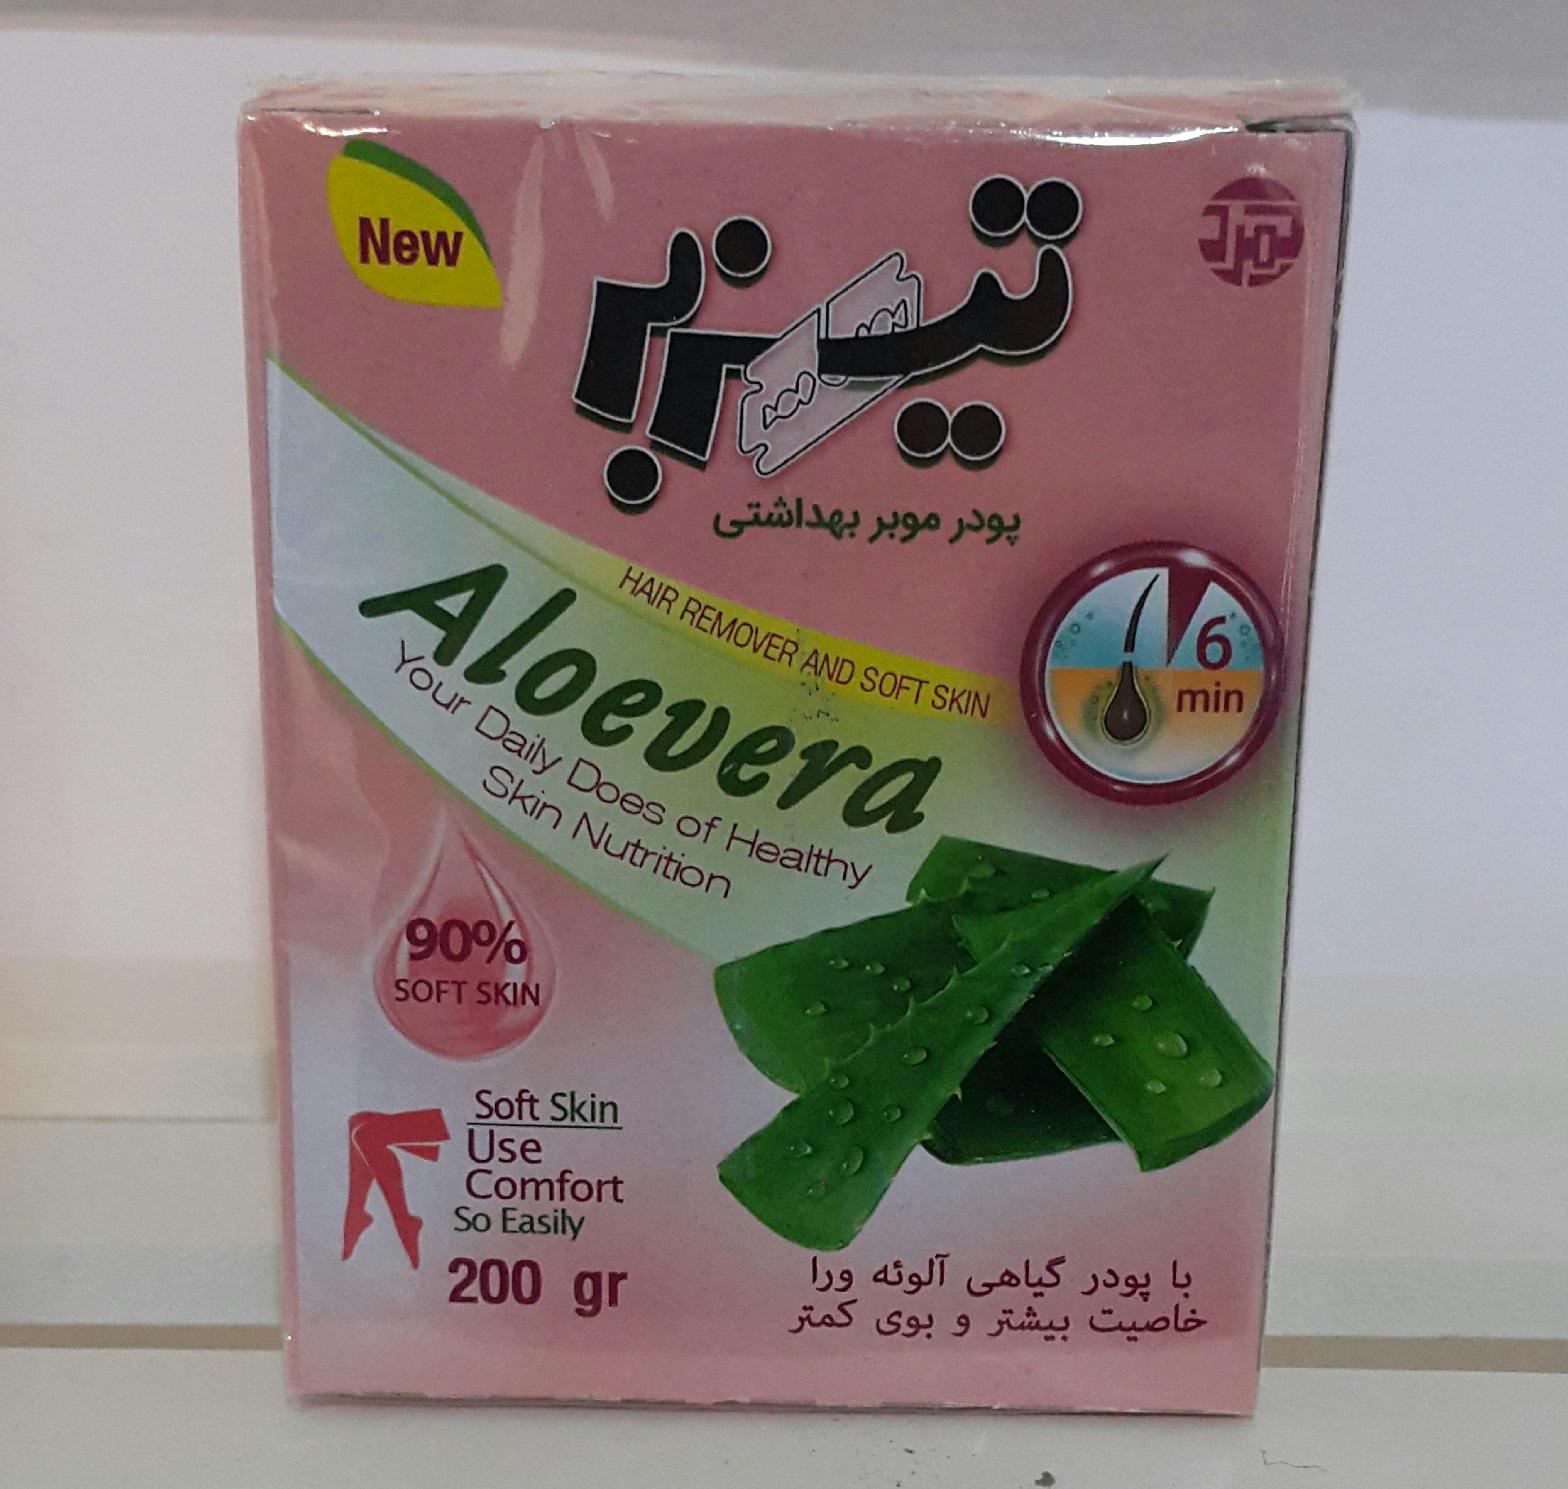 New
تیزبر
پودر موبر بهداشتی
HAIR REMOVER AND SOFT SKIN
Aloevera
Your Daily Does of Healthy
Skin Nutrition
6
min
90%
SOFT SKIN
Soft Skin
Use
Comfort
So Easily
200 gr
با پودر گیاهی آلوئه ورا
خاصیت بیشتر و بوی کمتر